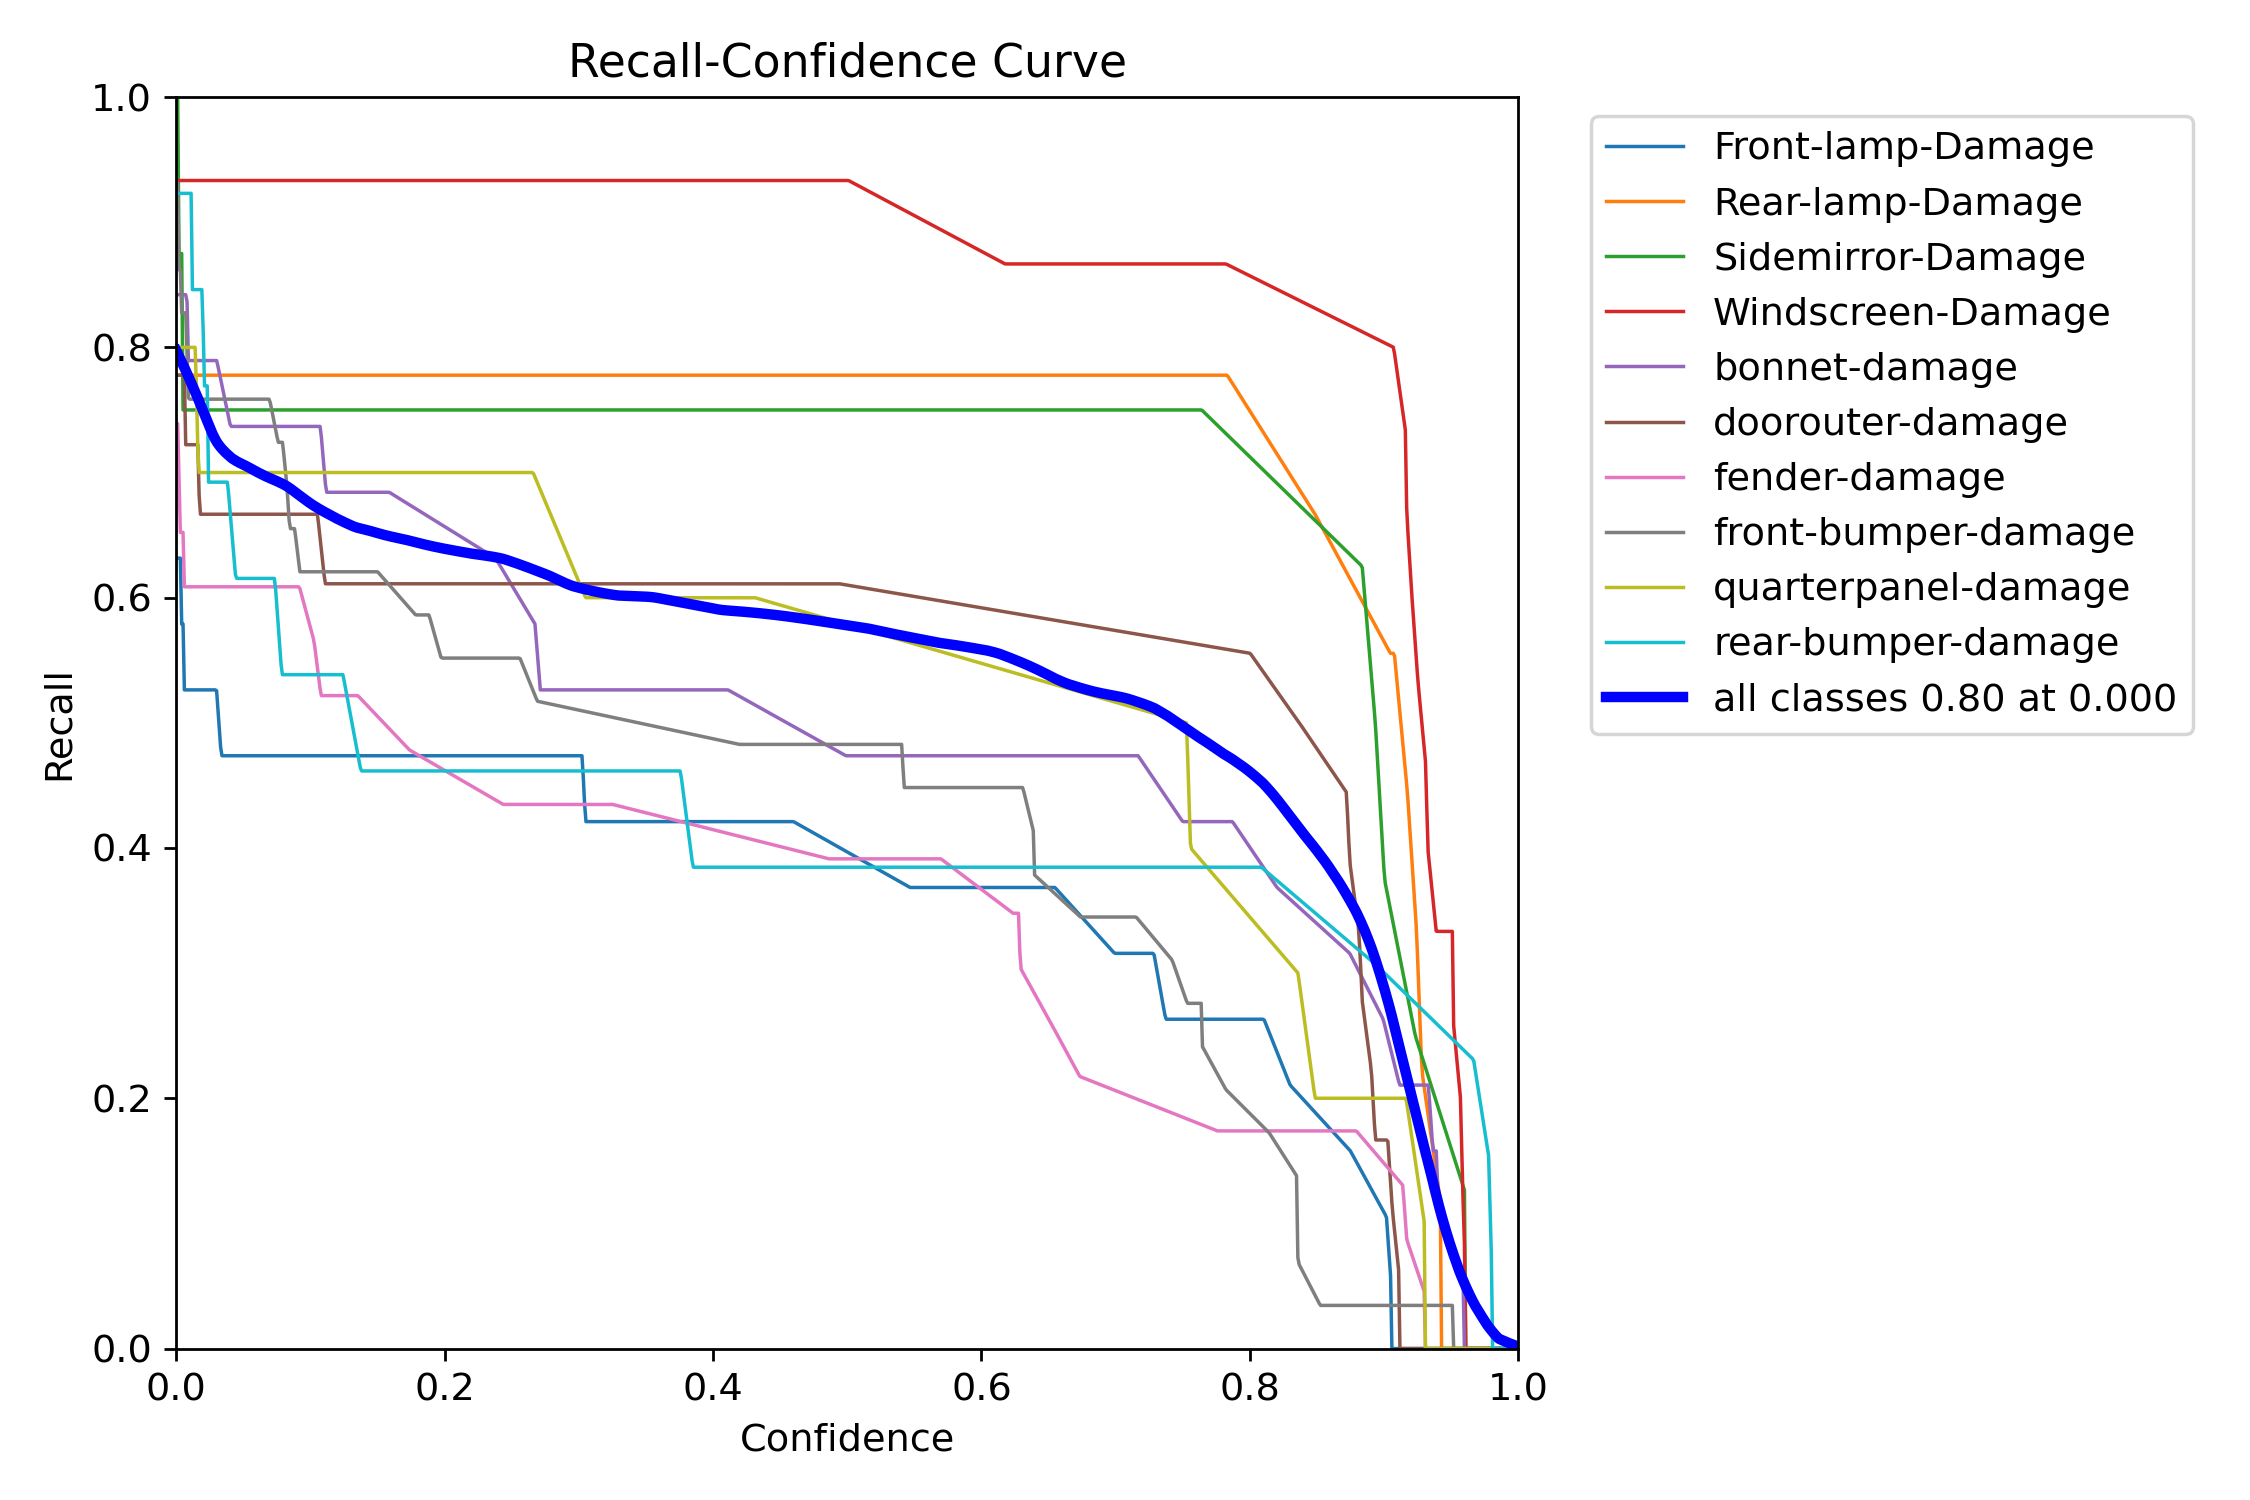 Recall-Confidence Curve
1.0
0.8
0.6
0.4
0.2
0.0
Recall
0.0 0.2 0.4 0.6 0.8 1.0
Confidence
Front-lamp-Damage
Rear-lamp-Damage
Sidemirror-Damage
Windscreen-Damage
bonnet-damage
doorouter-damage
fender-damage
front-bumper-damage
quarterpanel-damage
rear-bumper-damage
all classes 0.80 at 0.000